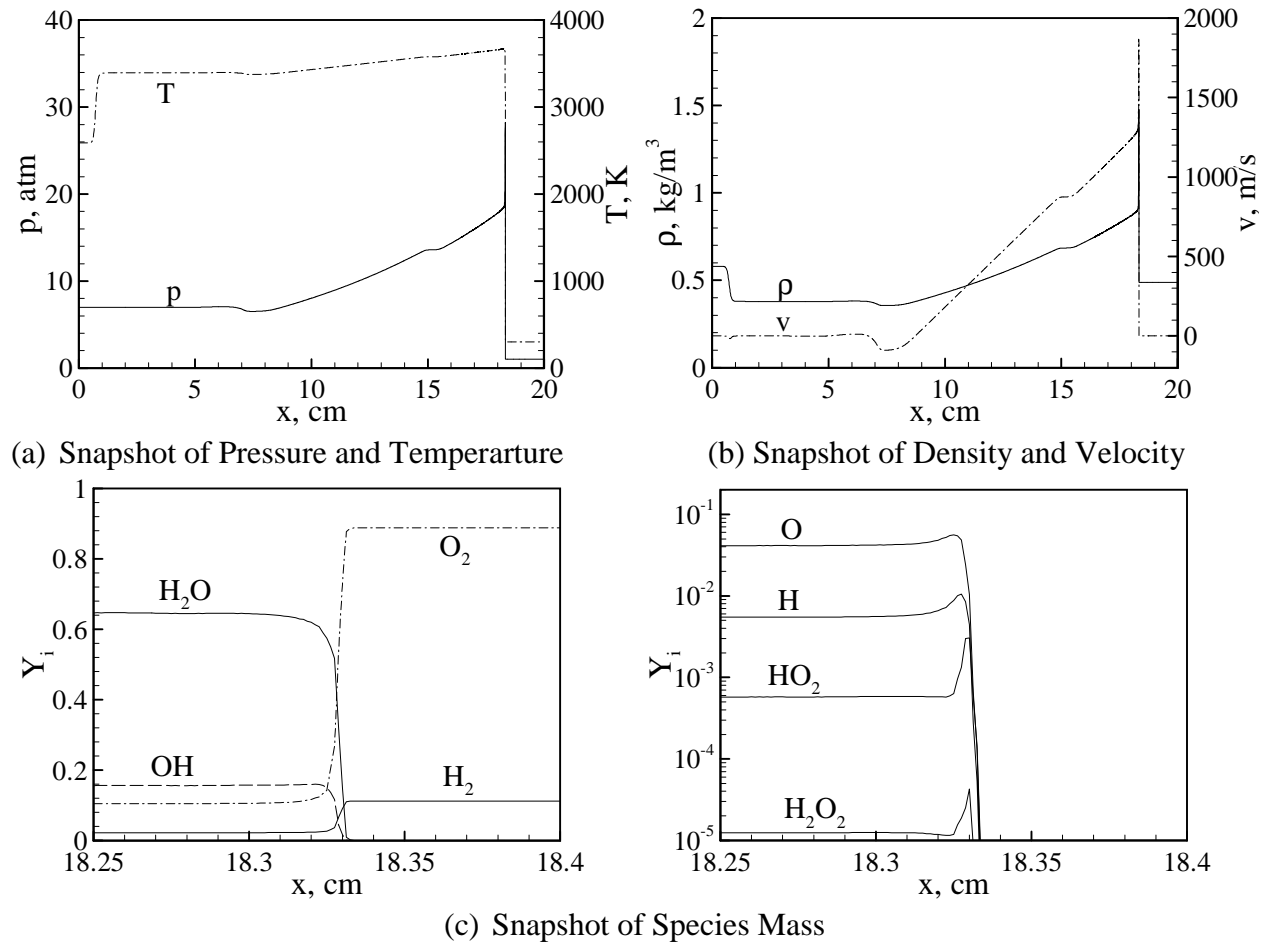 40
30
20
10
0
p, atm
4000
3000
2000
1000
0
T, K
T
p
0
5
10
15
20
x, cm
(a) Snapshot of Pressure and Temperarture
2
1.5
1
0.5
0
ρ, kg/m³
2000
1500
1000
500
0
v, m/s
ρ
v
0
5
10
15
20
x, cm
(b) Snapshot of Density and Velocity
1
0.8
0.6
0.4
0.2
0
Y_i
H₂O
O₂
OH
H₂
18.25
18.3
18.35
18.4
x, cm
10⁻¹
10⁻²
10⁻³
10⁻⁴
10⁻⁵
Y_i
O
H
HO₂
H₂O₂
18.25
18.3
18.35
18.4
x, cm
(c) Snapshot of Species Mass